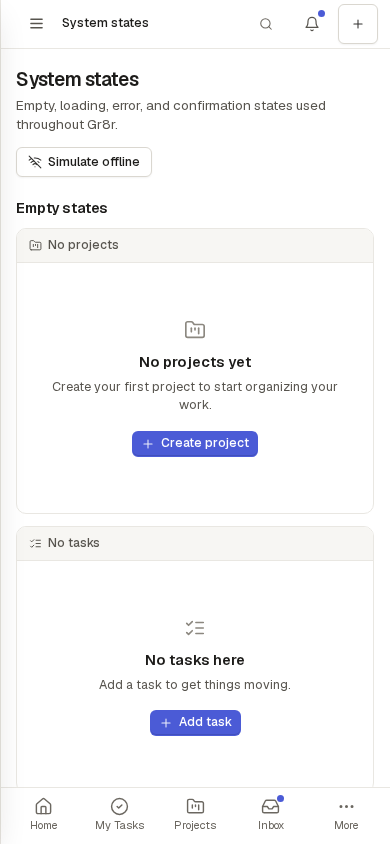 System states
System states
Empty, loading, error, and confirmation states used
throughout Gr8r.
Simulate offline
Empty states
No projects
No projects yet
Create your first project to start organizing your
work.
Create project
No tasks
No tasks here
Add a task to get things moving.
Add task
Home
My Tasks
Projects
Inbox
More